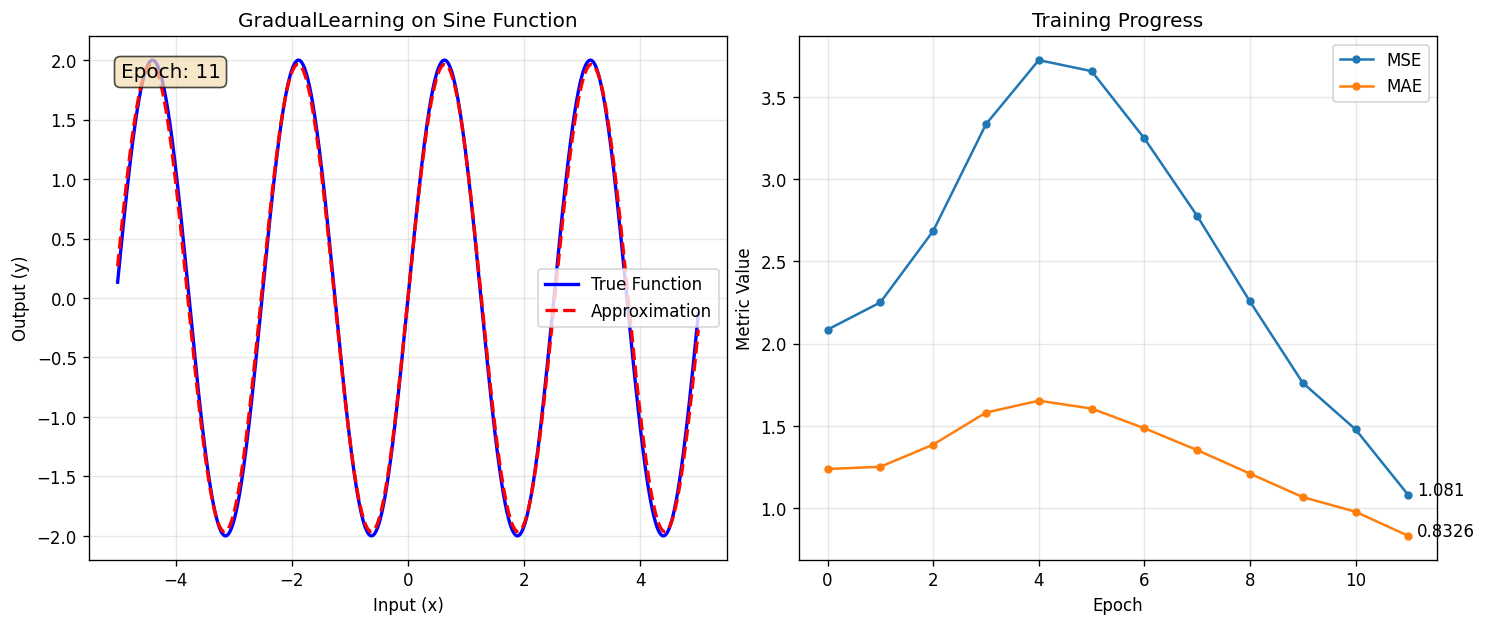 GradualLearning on Sine Function
Epoch: 11
2.0
1.5
1.0
0.5
0.0
−0.5
−1.0
−1.5
−2.0
Output (y)
True Function
Approximation
−4
−2
0
2
4
Input (x)
Training Progress
MSE
MAE
3.5
3.0
2.5
2.0
1.5
1.0
Metric Value
1.081
0.8326
0
2
4
6
8
10
Epoch